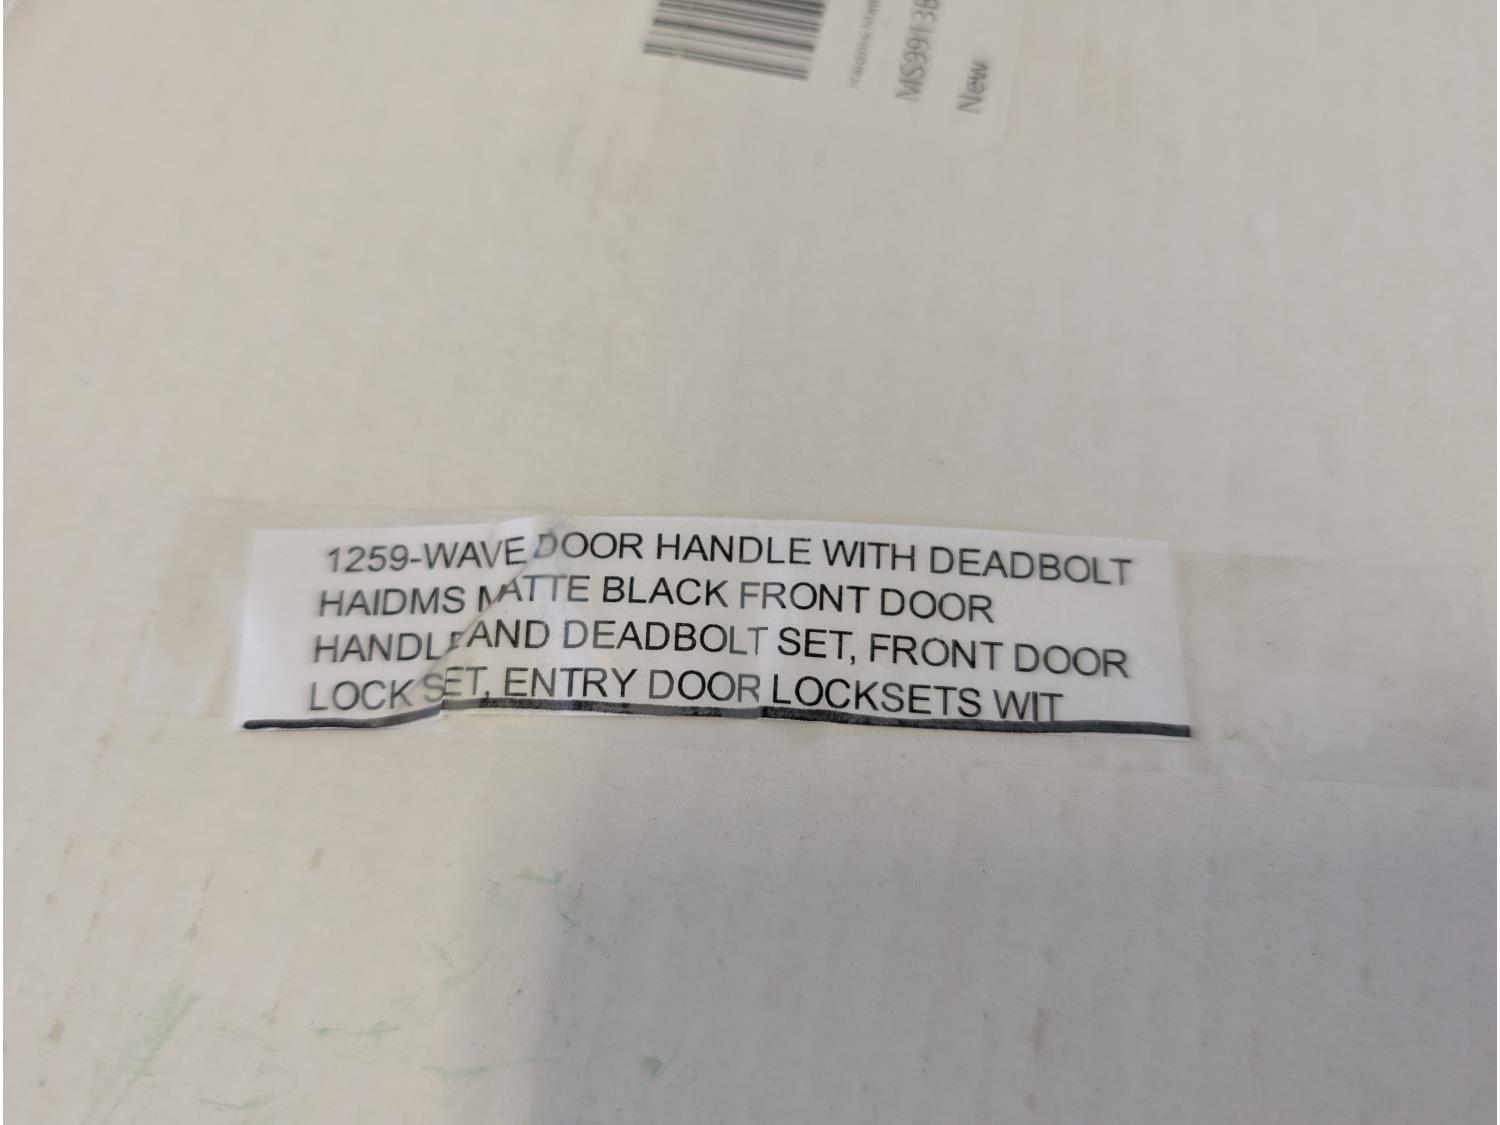 MS9913B
New
1259-WAVE DOOR HANDLE WITH DEADBOLT
HAIDMS MATTE BLACK FRONT DOOR
HANDLE AND DEADBOLT SET, FRONT DOOR
LOCK SET, ENTRY DOOR LOCKSETS WIT